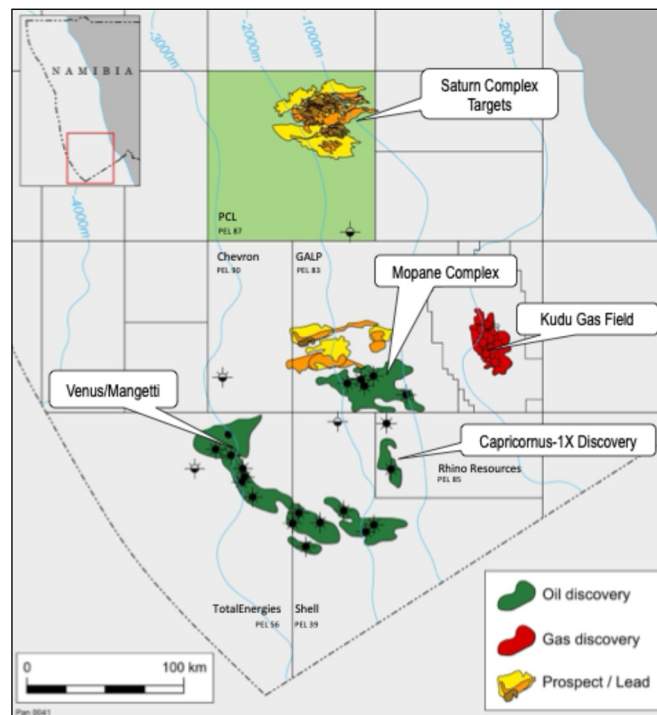 NAMIBIA
-3000m
-2000m
-1000m
-200m
-4000m
Saturn Complex
Targets
PCL
PEL 87
Chevron
PEL 90
GALP
PEL 83
Mopane Complex
Kudu Gas Field
Venus/Mangetti
Capricornus-1X Discovery
Rhino Resources
PEL 85
TotalEnergies
PEL 56
Shell
PEL 39
Oil discovery
Gas discovery
Prospect / Lead
0
100 km
Pan 0041